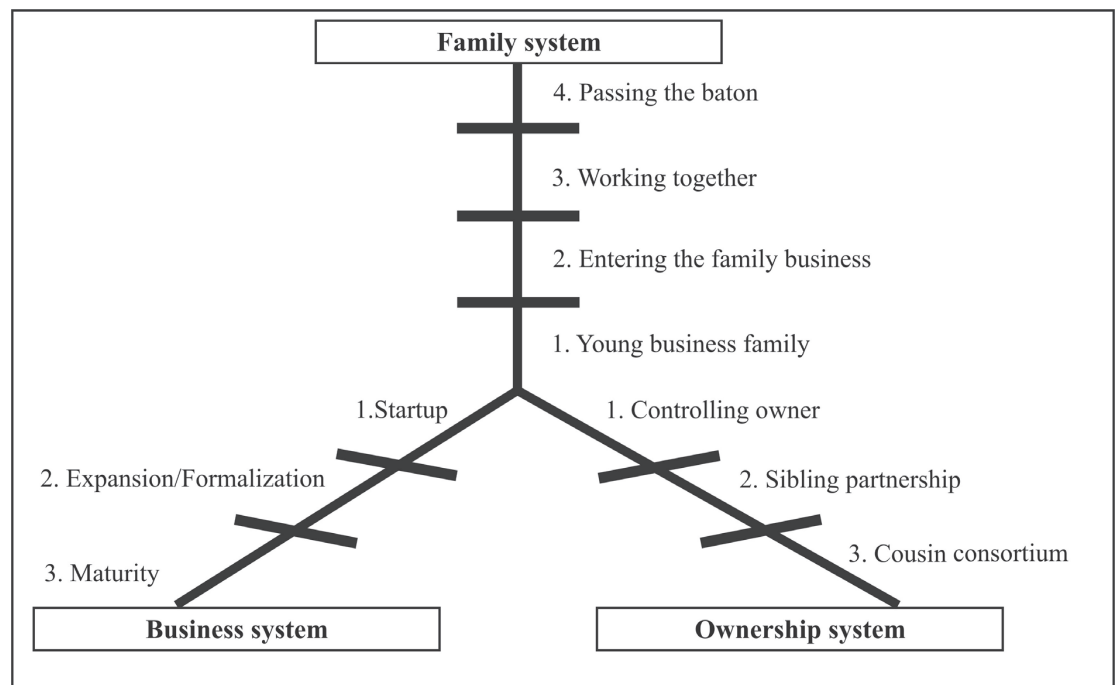 Family system
4. Passing the baton
3. Working together
2. Entering the family business
1. Young business family
1.Startup
1. Controlling owner
2. Expansion/Formalization
2. Sibling partnership
3. Cousin consortium
3. Maturity
Business system
Ownership system